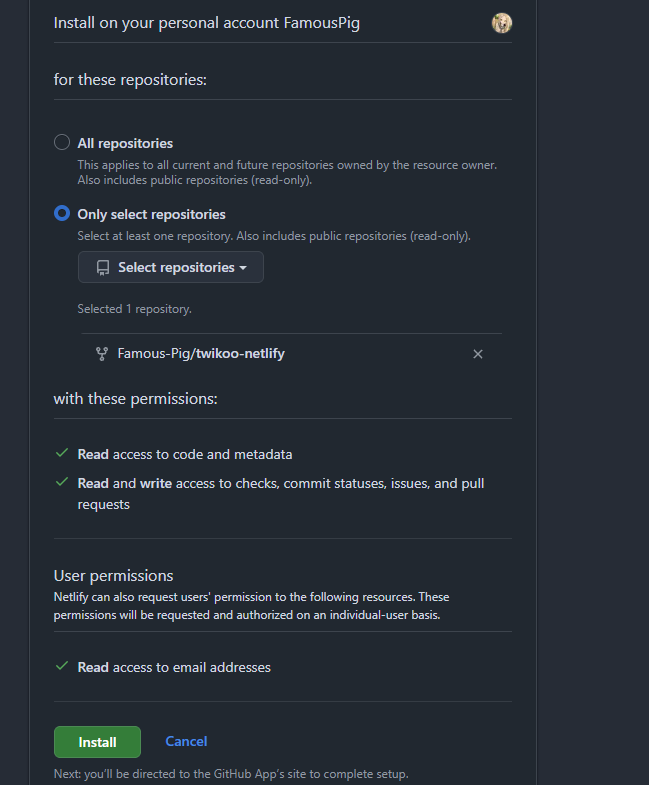 Install on your personal account FamousPig
for these repositories:
All repositories
This applies to all current and future repositories owned by the resource owner.
Also includes public repositories (read-only).
Only select repositories
Select at least one repository. Also includes public repositories (read-only).
Select repositories
Selected 1 repository.
Famous-Pig/twikoo-netlify
with these permissions:
Read access to code and metadata
Read and write access to checks, commit statuses, issues, and pull
requests
User permissions
Netlify can also request users' permission to the following resources. These
permissions will be requested and authorized on an individual-user basis.
Read access to email addresses
Install Cancel
Next: you'll be directed to the GitHub App's site to complete setup.